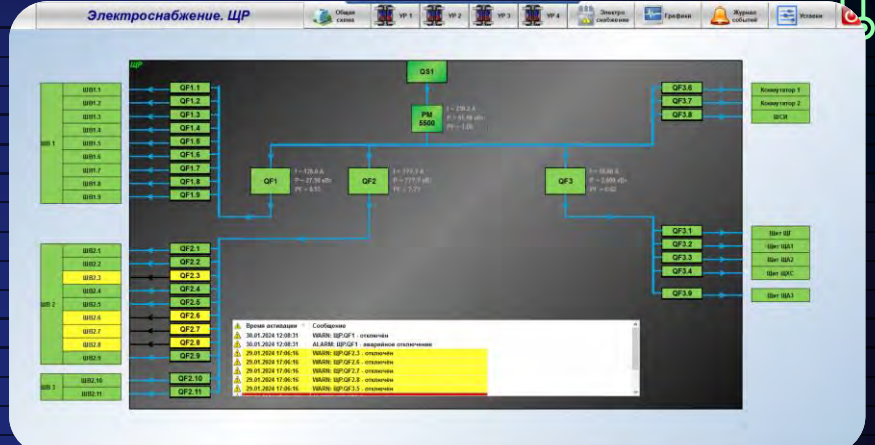 Электроснабжение. ЩР
Общая схема
УР 1
УР 2
УР 3
УР 4
Электро снабжение
Графики
Журнал событий
Уставки
ЩР
QS1
PM 5500
QF1
QF2
QF3
P = 27,50 кВт
ШВ 1
ШВ1.1
ШВ1.2
ШВ1.3
ШВ1.4
ШВ1.5
ШВ1.6
ШВ1.7
ШВ1.8
ШВ1.9
QF1.1
QF1.2
QF1.3
QF1.4
QF1.5
QF1.6
QF1.7
QF1.8
QF1.9
ШВ 2
ШВ2.1
ШВ2.2
ШВ2.3
ШВ2.4
ШВ2.5
ШВ2.6
ШВ2.7
ШВ2.8
ШВ2.9
QF2.1
QF2.2
QF2.3
QF2.4
QF2.5
QF2.6
QF2.7
QF2.8
QF2.9
ШВ 3
ШВ2.10
ШВ2.11
QF2.10
QF2.11
QF3.6
QF3.7
QF3.8
Коммутатор 1
Коммутатор 2
ШСИ
QF3.1
QF3.2
QF3.3
QF3.4
QF3.9
Щит ЩГ
Щит ЩА1
Щит ЩА2
Щит ЩХС
Щит ЩА3
Время активации Сообщение
30.01.2024 12:08:31 WARN: ЩР.QF1 - отключён
30.01.2024 12:08:31 ALARM: ЩР.QF1 - аварийное отключение
29.01.2024 17:06:16 WARN: ЩР.QF2.3 - отключён
29.01.2024 17:06:16 WARN: ЩР.QF2.6 - отключён
29.01.2024 17:06:16 WARN: ЩР.QF2.7 - отключён
29.01.2024 17:06:16 WARN: ЩР.QF2.8 - отключён
29.01.2024 17:06:16 WARN: ЩР.QF3.5 - отключён